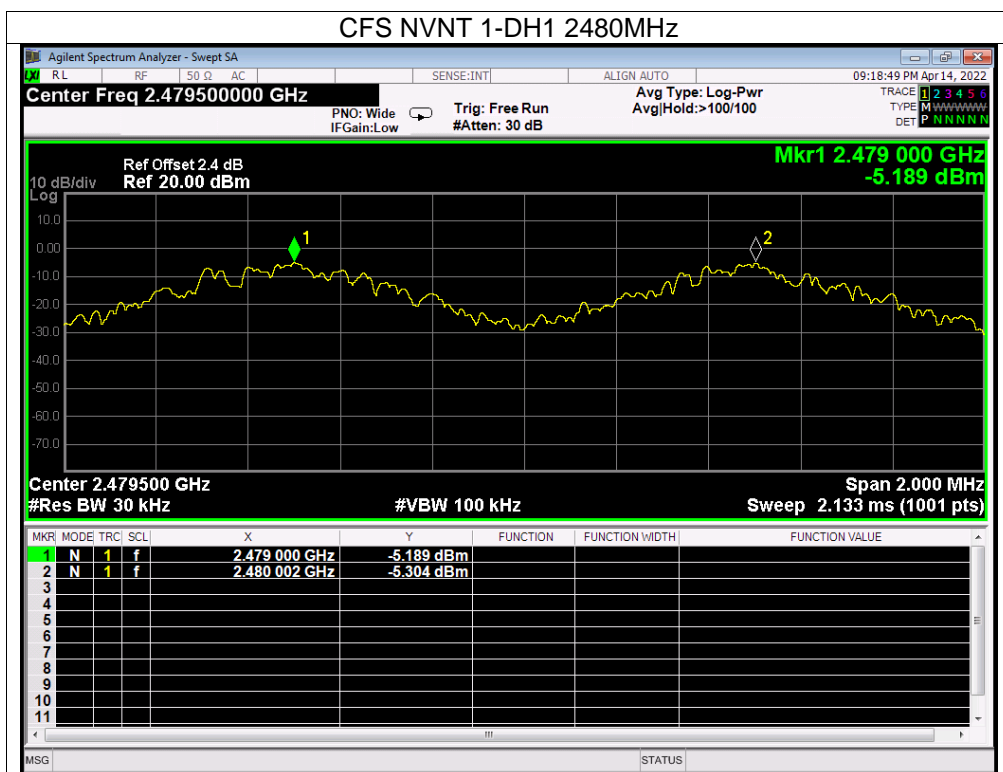 CFS NVNT 1-DH1 2480MHz
Agilent Spectrum Analyzer - Swept SA
LXI RL RF 50 Ω AC SENSE:INT ALIGN AUTO 09:18:49 PM Apr 14, 2022
Center Freq 2.479500000 GHz
PNO: Wide
IFGain:Low
Trig: Free Run
#Atten: 30 dB
Avg Type: Log-Pwr
Avg|Hold:>100/100
TRACE 1 2 3 4 5 6
TYPE M WWWWW
DET P N N N N N
Mkr1 2.479 000 GHz
-5.189 dBm
Ref Offset 2.4 dB
10 dB/div Ref 20.00 dBm
Log
10.0
0.00
-10.0
-20.0
-30.0
-40.0
-50.0
-60.0
-70.0
1
2
Center 2.479500 GHz Span 2.000 MHz
#Res BW 30 kHz #VBW 100 kHz Sweep 2.133 ms (1001 pts)
MKR MODE TRC SCL X Y FUNCTION FUNCTION WIDTH FUNCTION VALUE
1 N 1 f 2.479 000 GHz -5.189 dBm
2 N 1 f 2.480 002 GHz -5.304 dBm
3
4
5
6
7
8
9
10
11
MSG STATUS